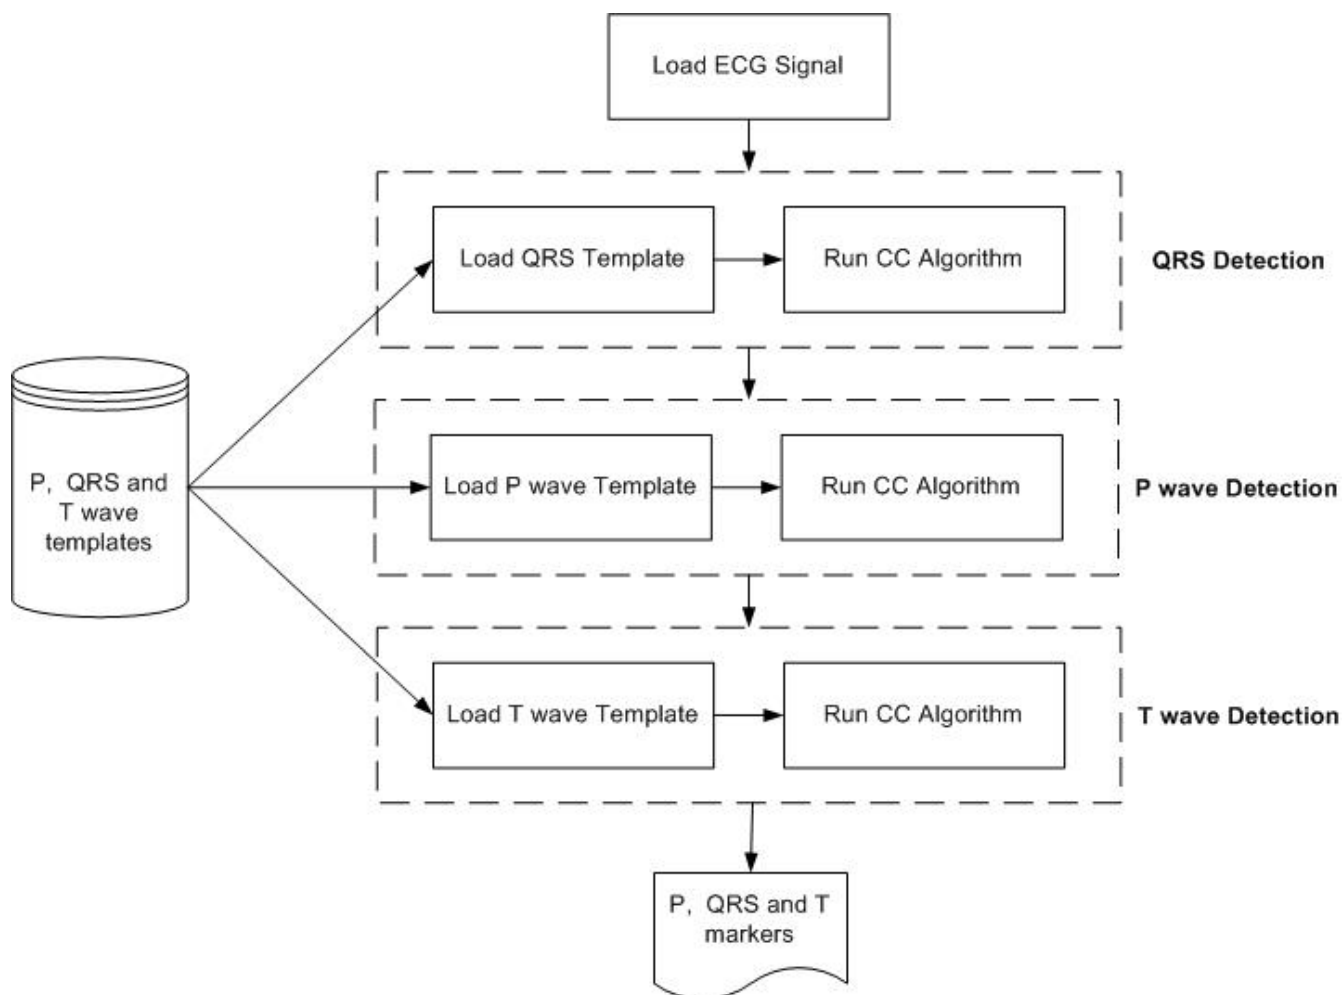 Load ECG Signal
Load QRS Template
Run CC Algorithm
QRS Detection
P, QRS and
T wave
templates
Load P wave Template
Run CC Algorithm
P wave Detection
Load T wave Template
Run CC Algorithm
T wave Detection
P, QRS and T
markers